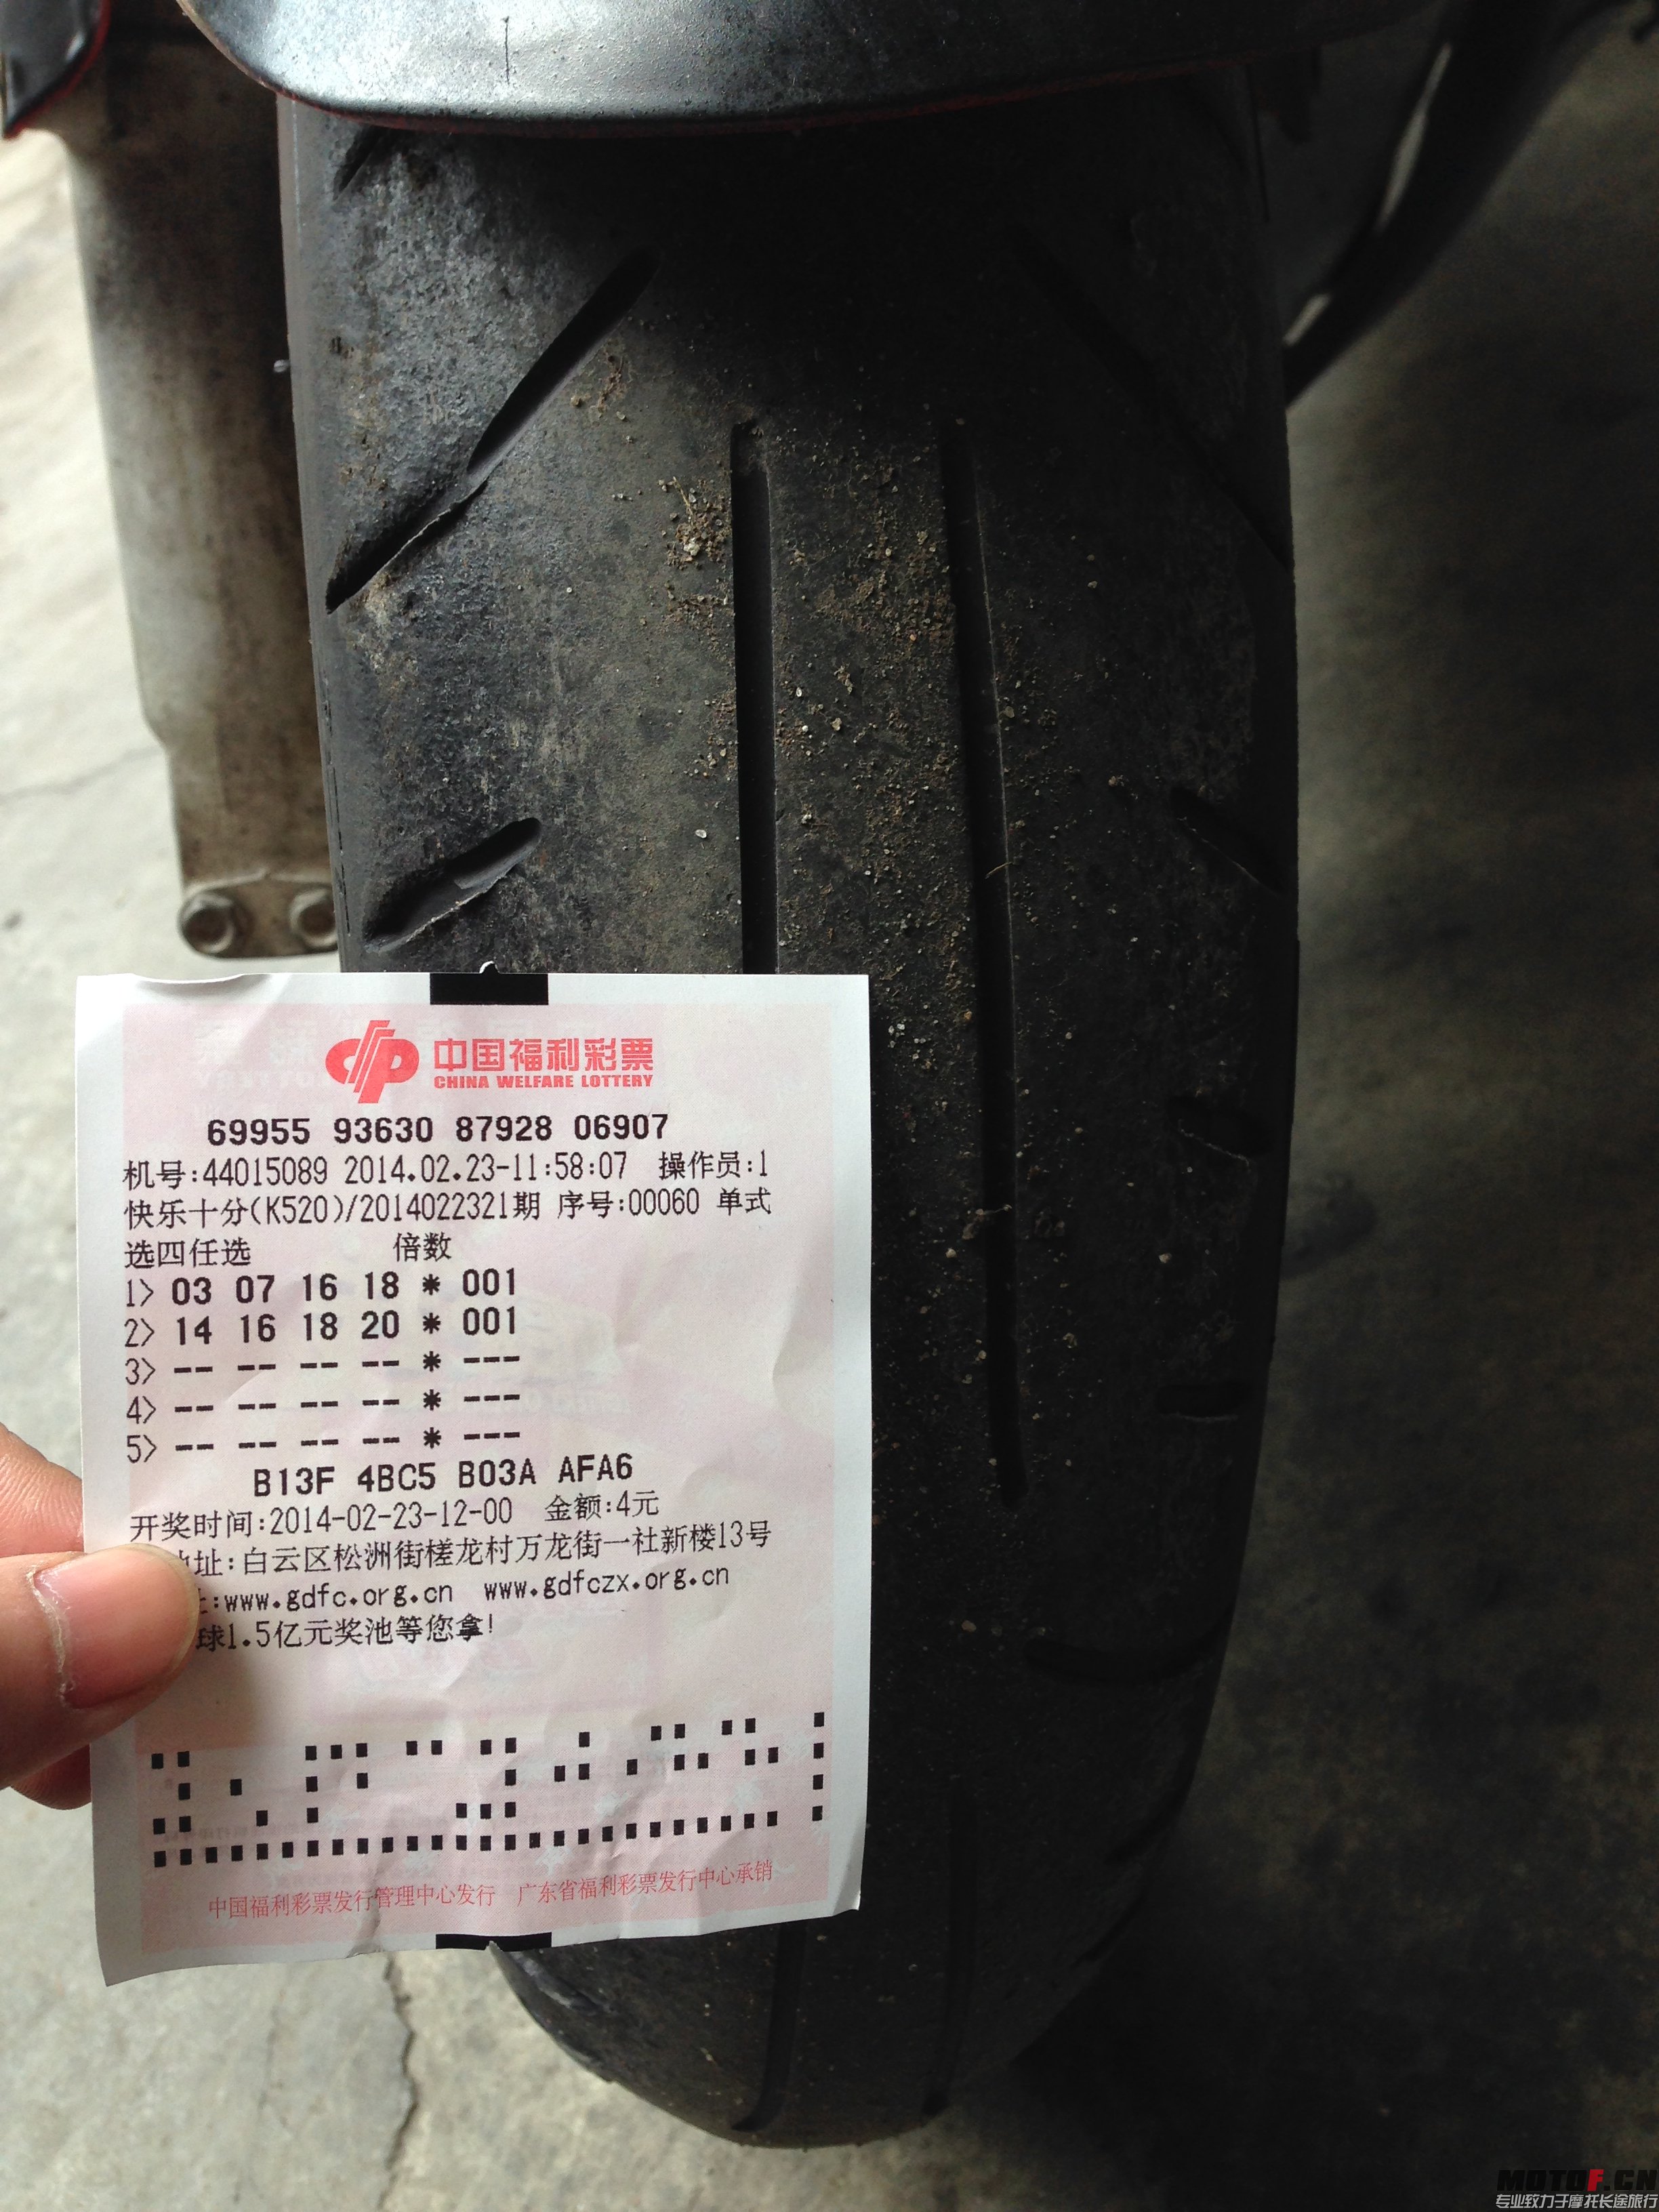 中国福利彩票
CHINA WELFARE LOTTERY
69955 93630 87928 06907
机号:44015089 2014.02.23-11:58:07 操作员:1
快乐十分(K520)/2014022321期 序号:00060 单式
选四任选 倍数
1> 03 07 16 18 * 001
2> 14 16 18 20 * 001
3> -- -- -- -- * ---
4> -- -- -- -- * ---
5> -- -- -- -- * ---
B13F 4BC5 B03A AFA6
开奖时间:2014-02-23-12-00 金额:4元
址:白云区松洲街槎龙村万龙街一社新楼13号
:www.gdfc.org.cn www.gdfczx.org.cn
球1.5亿元奖池等您拿!
中国福利彩票发行管理中心发行 广东省福利彩票发行中心承销
MOTOF.CN
专业致力于摩托长途旅行